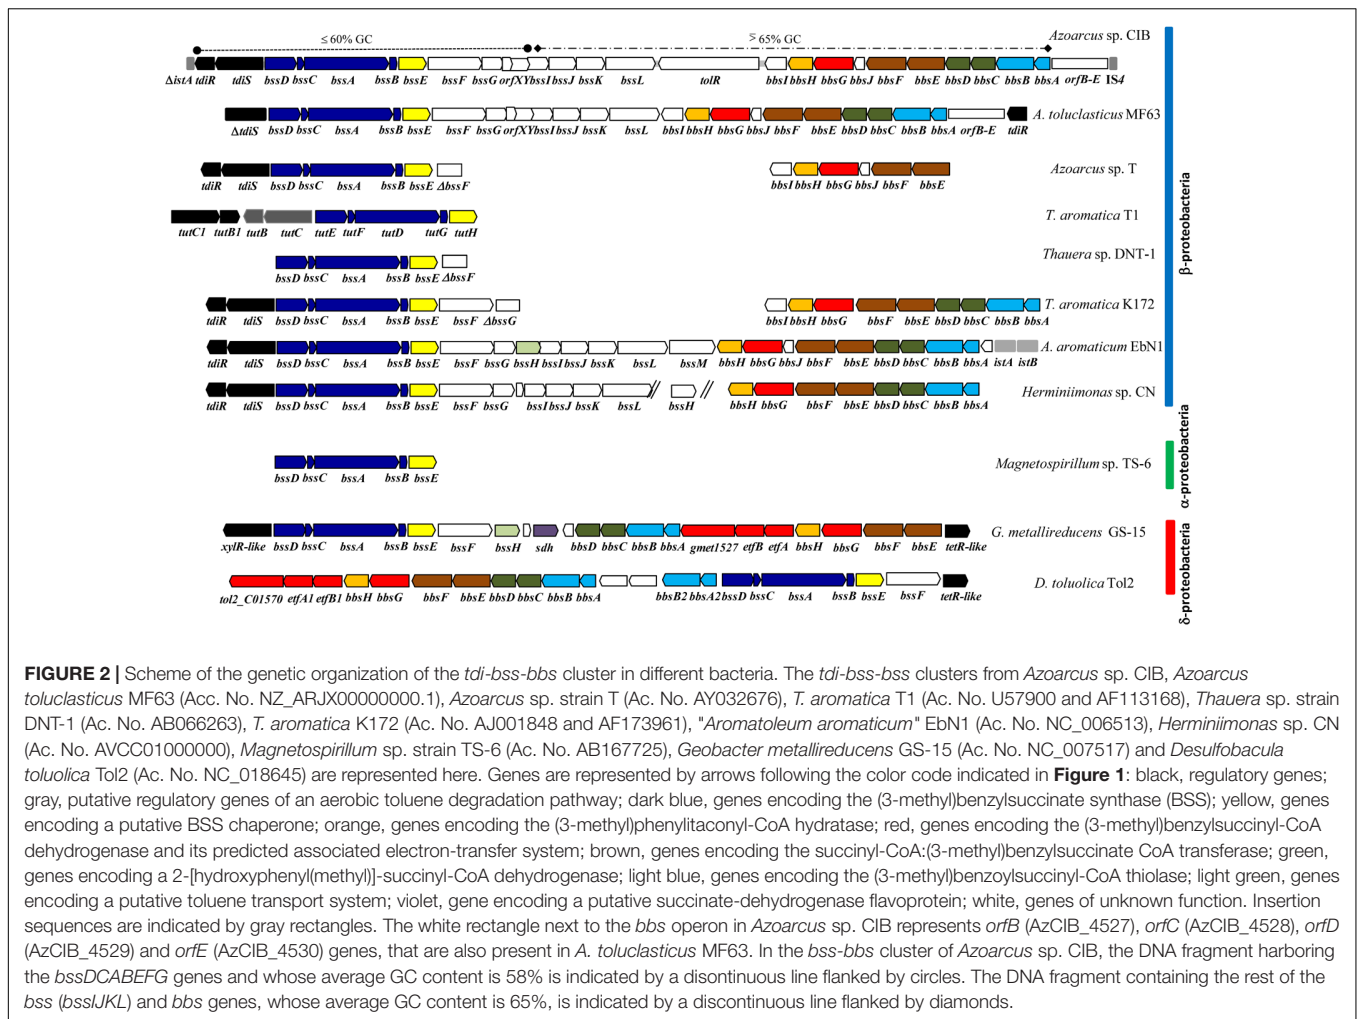 ≤ 60% GC
≥ 65% GC
Azoarcus sp. CIB
ΔistA tdiR tdiS bssD bssC bssA bssB bssE bssF bssG orfXY bssI bssJ bssK bssL tolR bbsI bbsH bbsG bbsJ bbsF bbsE bbsD bbsC bbsB bbsA orfB-E IS4
A. toluclasticus MF63
ΔtdiS bssD bssC bssA bssB bssE bssF bssG orfXY bssI bssJ bssK bssL bbsI bbsH bbsG bbsJ bbsF bbsE bbsD bbsC bbsB bbsA orfB-E tdiR
Azoarcus sp. T
tdiR tdiS bssD bssC bssA bssB bssE ΔbssF bbsI bbsH bbsG bbsJ bbsF bbsE
T. aromatica T1
tutC1 tutB1 tutB tutC tutE tutF tutD tutG tutH
Thauera sp. DNT-1
bssD bssC bssA bssB bssE ΔbssF
T. aromatica K172
tdiR tdiS bssD bssC bssA bssB bssE bssF ΔbssG bbsI bbsH bbsG bbsF bbsE bbsD bbsC bbsB bbsA
A. aromaticum EbN1
tdiR tdiS bssD bssC bssA bssB bssE bssF bssG bssH bssI bssJ bssK bssL bssM bbsH bbsG bbsJ bbsF bbsE bbsD bbsC bbsB bbsA istA istB
Herminiimonas sp. CN
tdiR tdiS bssD bssC bssA bssB bssE bssF bssG bssI bssJ bssK bssL // bssH // bbsH bbsG bbsF bbsE bbsD bbsC bbsB bbsA
β-proteobacteria
Magnetospirillum sp. TS-6
bssD bssC bssA bssB bssE
α-proteobacteria
G. metallireducens GS-15
xylR-like bssD bssC bssA bssB bssE bssF bssH sdh bbsD bbsC bbsB bbsA gmet1527 etfB etfA bbsH bbsG bbsF bbsE tetR-like
D. toluolica Tol2
tol2_C01570 etfA1 etfB1 bbsH bbsG bbsF bbsE bbsD bbsC bbsB bbsA bbsB2 bbsA2 bssD bssC bssA bssB bssE bssF tetR-like
δ-proteobacteria
FIGURE 2 | Scheme of the genetic organization of the tdi-bss-bbs cluster in different bacteria. The tdi-bss-bss clusters from Azoarcus sp. CIB, Azoarcus
toluclasticus MF63 (Acc. No. NZ_ARJX00000000.1), Azoarcus sp. strain T (Ac. No. AY032676), T. aromatica T1 (Ac. No. U57900 and AF113168), Thauera sp. strain
DNT-1 (Ac. No. AB066263), T. aromatica K172 (Ac. No. AJ001848 and AF173961), "Aromatoleum aromaticum" EbN1 (Ac. No. NC_006513), Herminiimonas sp. CN
(Ac. No. AVCC01000000), Magnetospirillum sp. strain TS-6 (Ac. No. AB167725), Geobacter metallireducens GS-15 (Ac. No. NC_007517) and Desulfobacula
toluolica Tol2 (Ac. No. NC_018645) are represented here. Genes are represented by arrows following the color code indicated in Figure 1: black, regulatory genes;
gray, putative regulatory genes of an aerobic toluene degradation pathway; dark blue, genes encoding the (3-methyl)benzylsuccinate synthase (BSS); yellow, genes
encoding a putative BSS chaperone; orange, genes encoding the (3-methyl)phenylitaconyl-CoA hydratase; red, genes encoding the (3-methyl)benzylsuccinyl-CoA
dehydrogenase and its predicted associated electron-transfer system; brown, genes encoding the succinyl-CoA:(3-methyl)benzylsuccinate CoA transferase; green,
genes encoding a 2-[hydroxyphenyl(methyl)]-succinyl-CoA dehydrogenase; light blue, genes encoding the (3-methyl)benzoylsuccinyl-CoA thiolase; light green, genes
encoding a putative toluene transport system; violet, gene encoding a putative succinate-dehydrogenase flavoprotein; white, genes of unknown function. Insertion
sequences are indicated by gray rectangles. The white rectangle next to the bbs operon in Azoarcus sp. CIB represents orfB (AzCIB_4527), orfC (AzCIB_4528), orfD
(AzCIB_4529) and orfE (AzCIB_4530) genes, that are also present in A. toluclasticus MF63. In the bss-bbs cluster of Azoarcus sp. CIB, the DNA fragment harboring
the bssDCABEFG genes and whose average GC content is 58% is indicated by a disontinuous line flanked by circles. The DNA fragment containing the rest of the
bss (bssIJKL) and bbs genes, whose average GC content is 65%, is indicated by a discontinuous line flanked by diamonds.